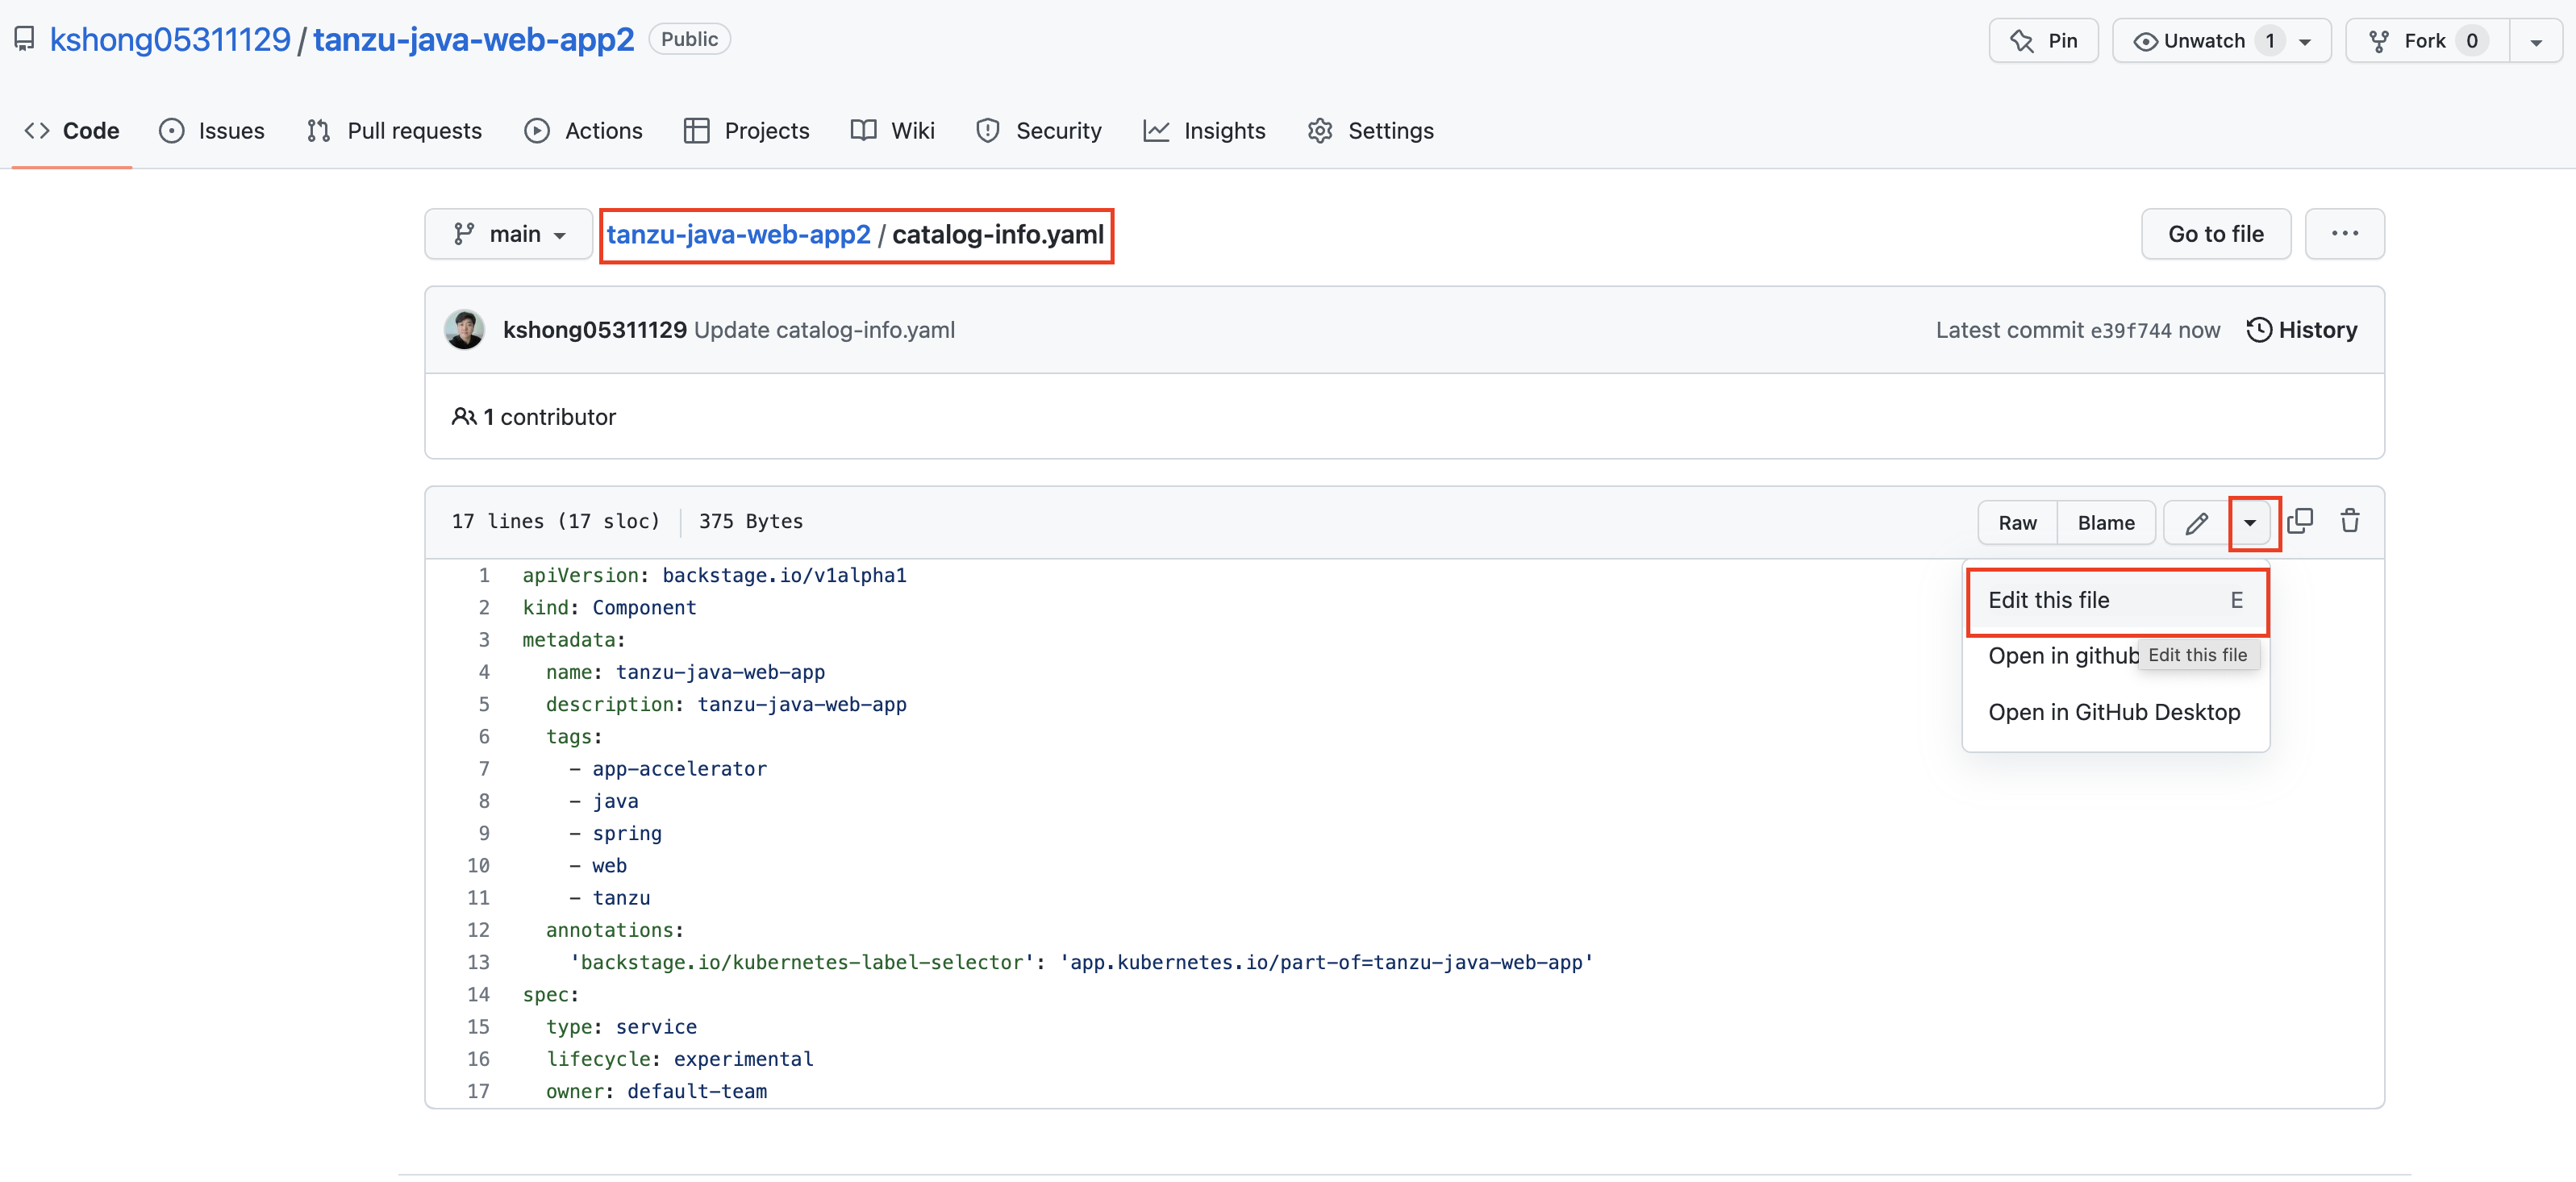 kshong05311129 / tanzu-java-web-app2 Public
Pin Unwatch 1 Fork 0
Code Issues Pull requests Actions Projects Wiki Security Insights Settings
main tanzu-java-web-app2 / catalog-info.yaml Go to file ...
kshong05311129 Update catalog-info.yaml Latest commit e39f744 now History
1 contributor
17 lines (17 sloc) 375 Bytes Raw Blame
Edit this file E
Open in github
Edit this file
Open in GitHub Desktop
1 apiVersion: backstage.io/v1alpha1
2 kind: Component
3 metadata:
4 name: tanzu-java-web-app
5 description: tanzu-java-web-app
6 tags:
7 - app-accelerator
8 - java
9 - spring
10 - web
11 - tanzu
12 annotations:
13 'backstage.io/kubernetes-label-selector': 'app.kubernetes.io/part-of=tanzu-java-web-app'
14 spec:
15 type: service
16 lifecycle: experimental
17 owner: default-team